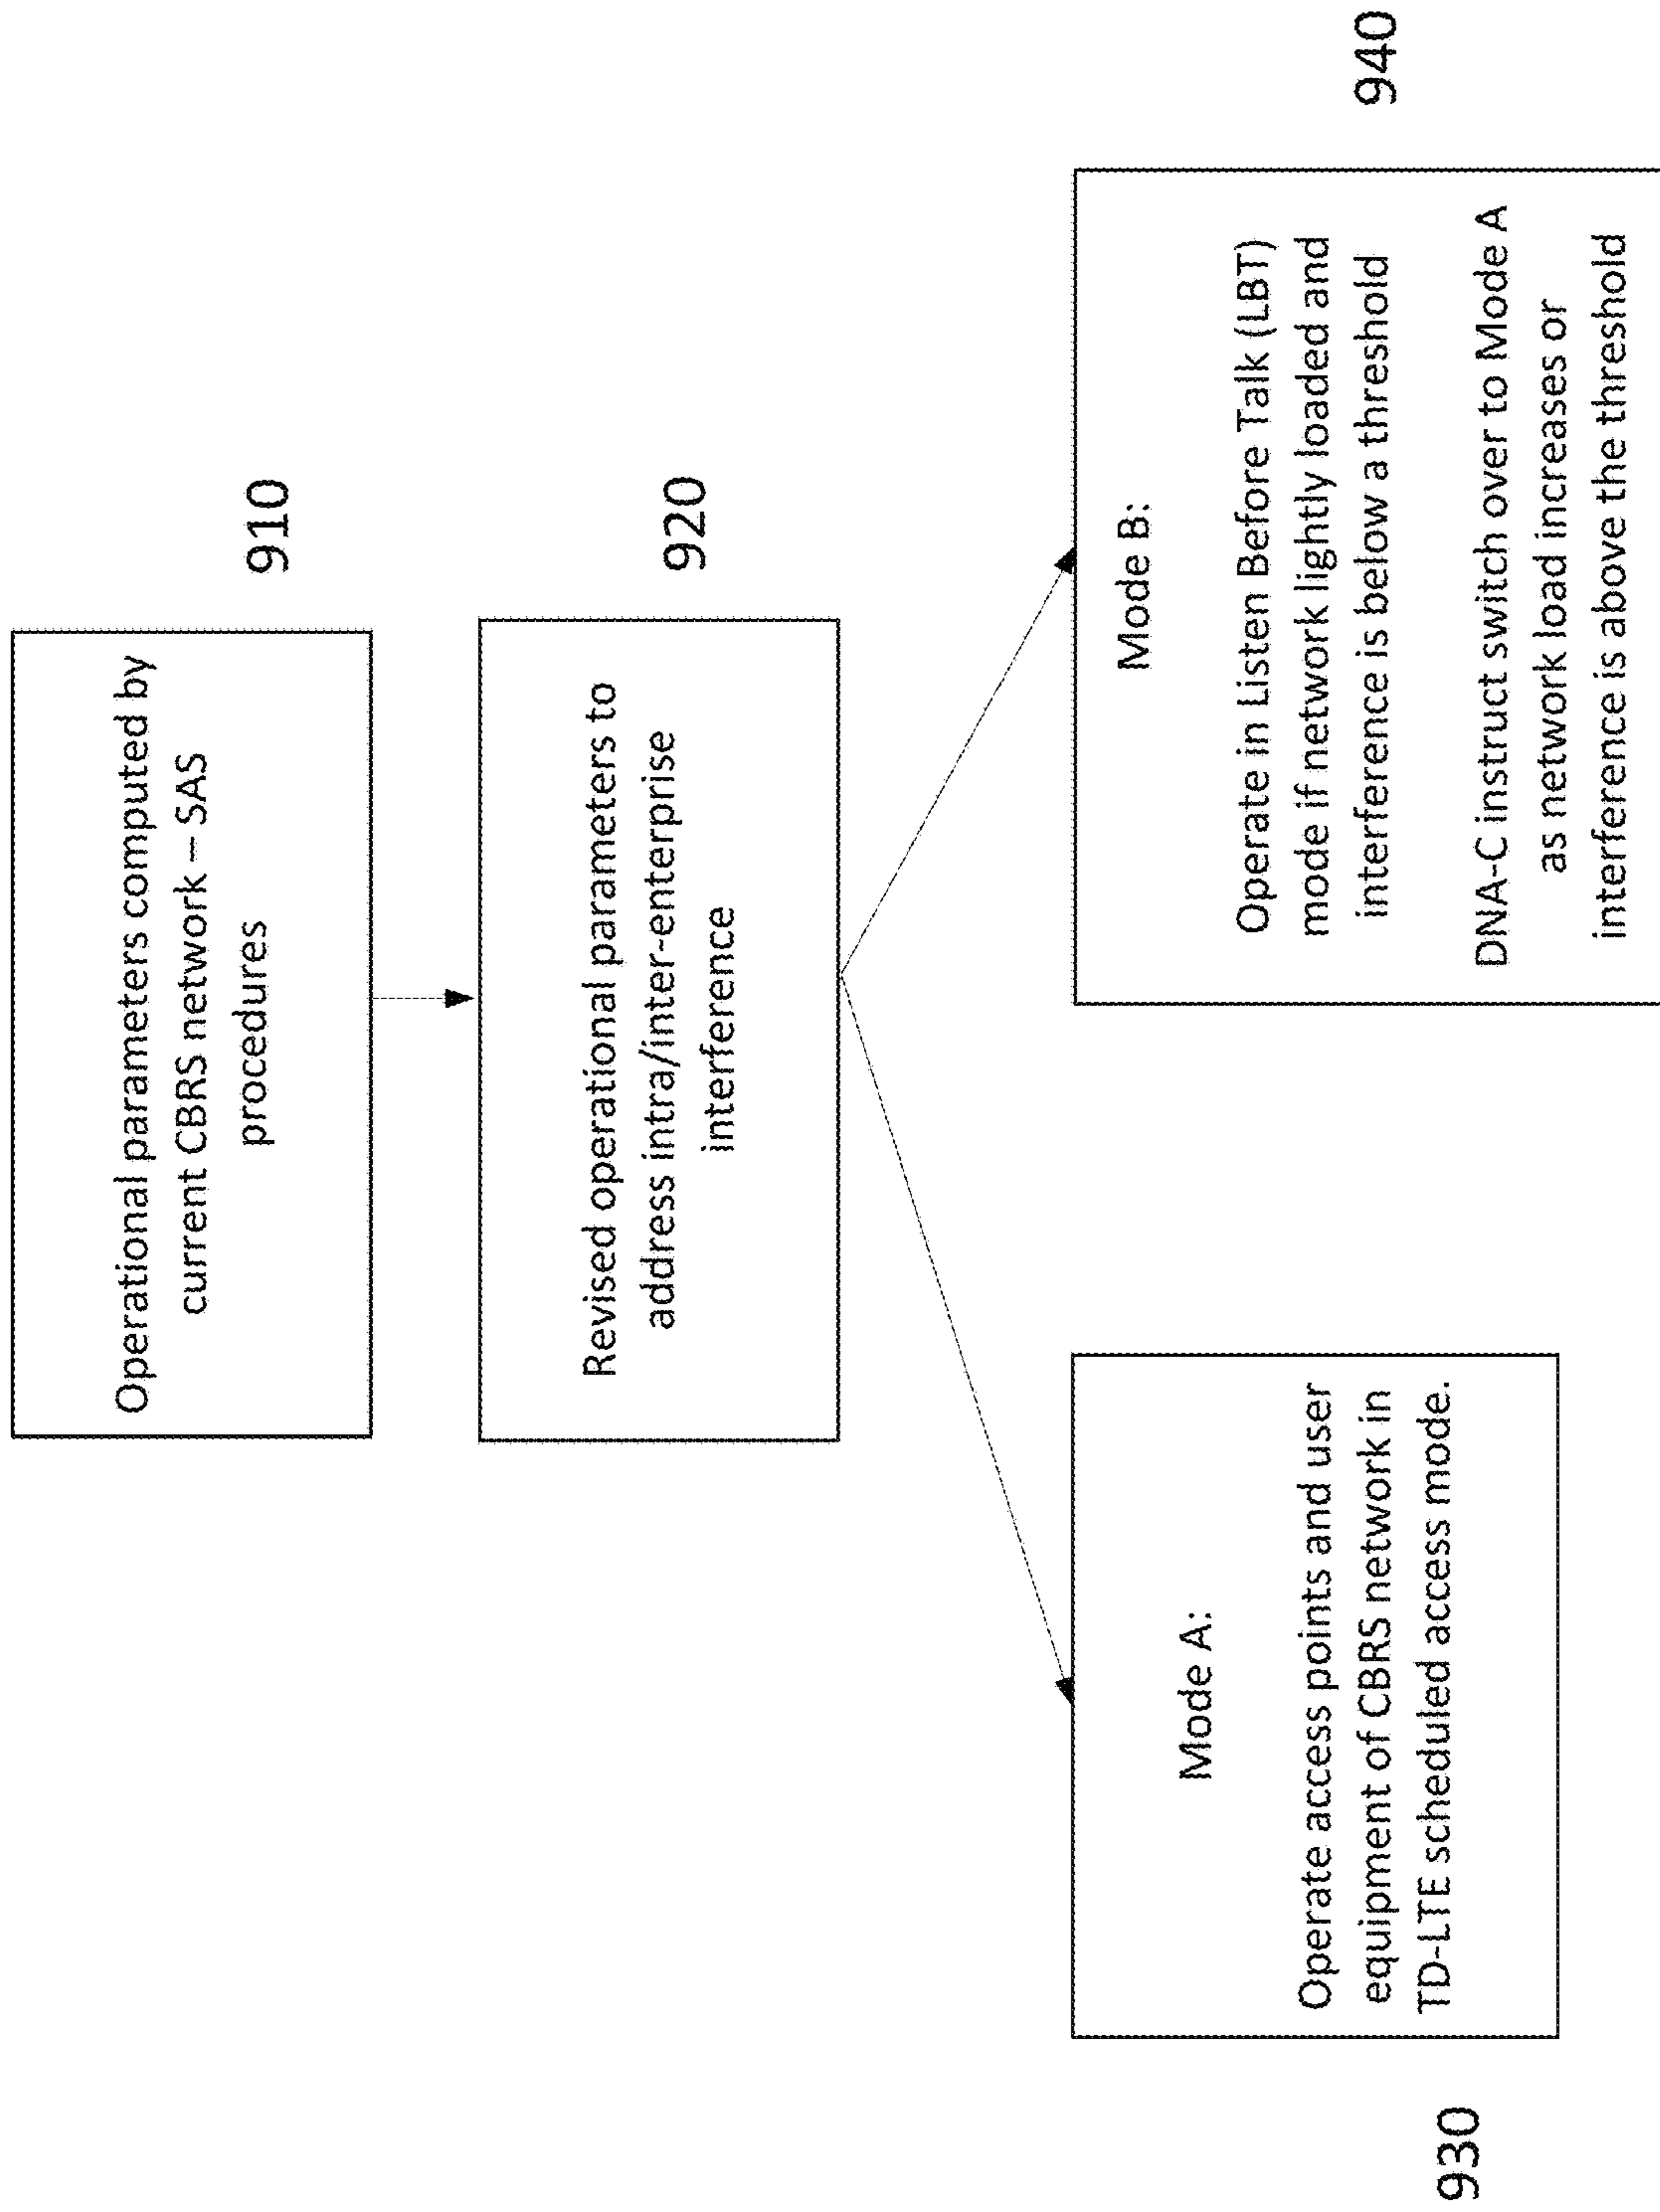 Operational parameters computed by
current CBRS network – SAS
procedures
910
Revised operational parameters to
address intra/inter-enterprise
interference
920
Mode A:
Operate access points and user
equipment of CBRS network in
TD-LTE scheduled access mode.
930
Mode B:
Operate in Listen Before Talk (LBT)
mode if network lightly loaded and
interference is below a threshold
DNA-C instruct switch over to Mode A
as network load increases or
interference is above the threshold
940